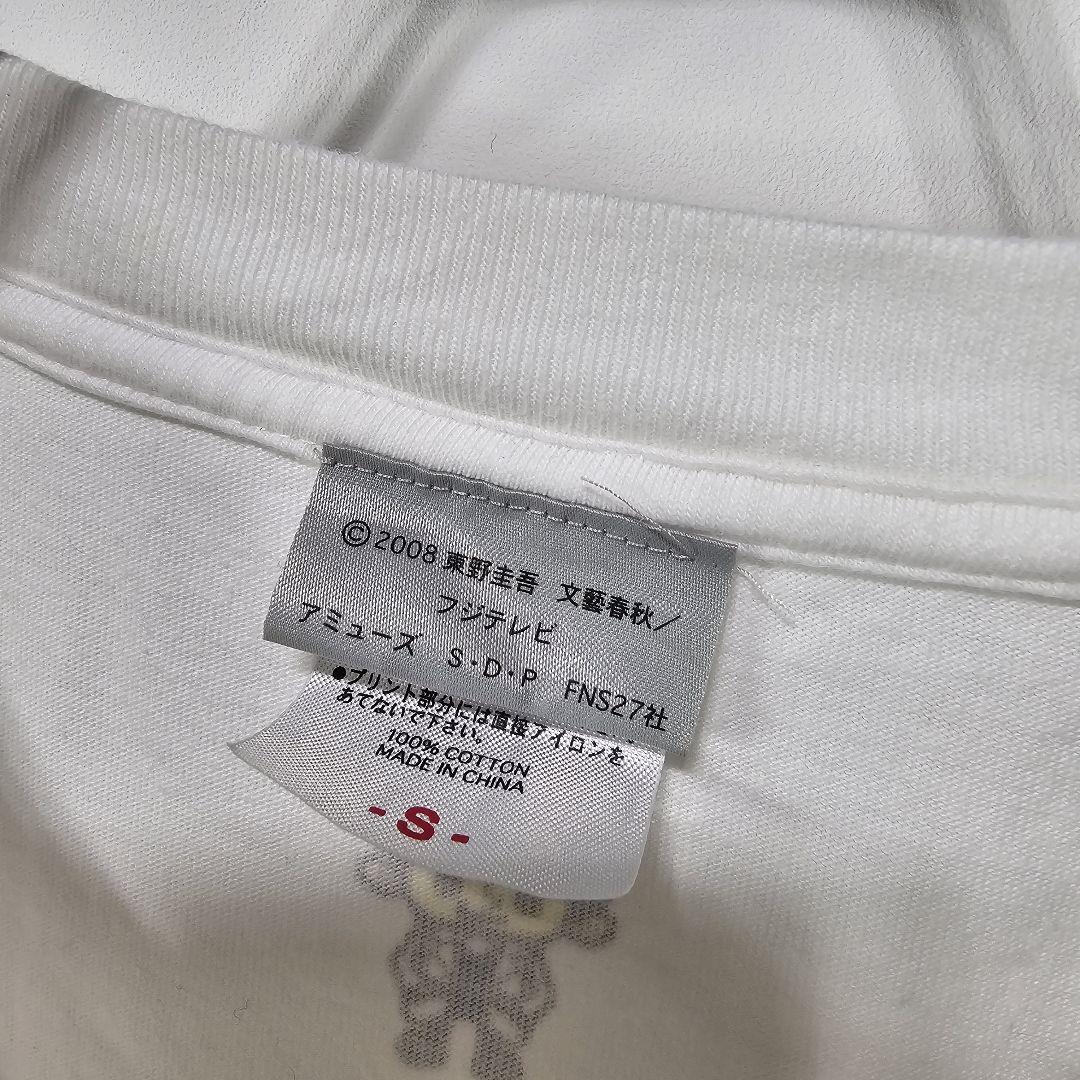 ©2008 東野圭吾 文藝春秋/
フジテレビ
アミューズ S・D・P FNS27社
●プリント部分には直接アイロンを
あてないで下さい。
100% COTTON
MADE IN CHINA
-S-